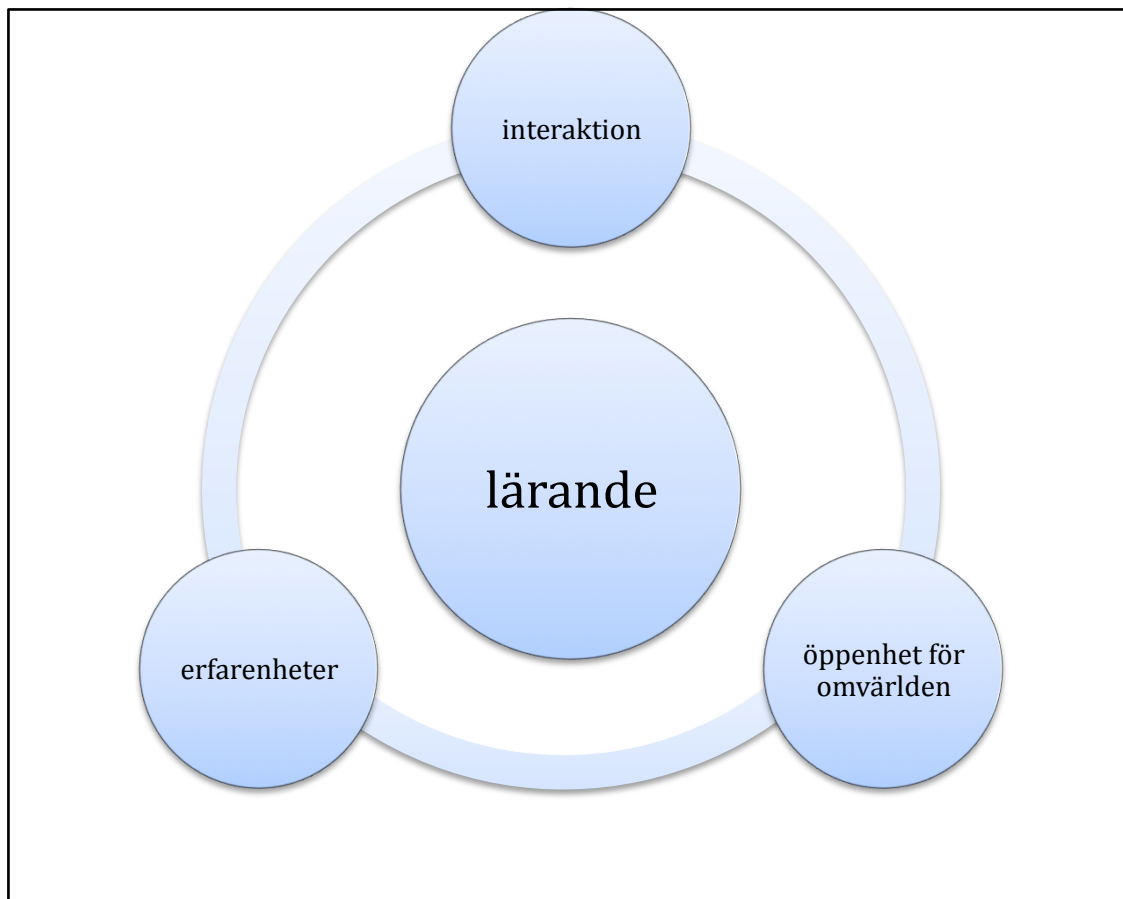 interaktion
lärande
erfarenheter
öppenhet för
omvärlden